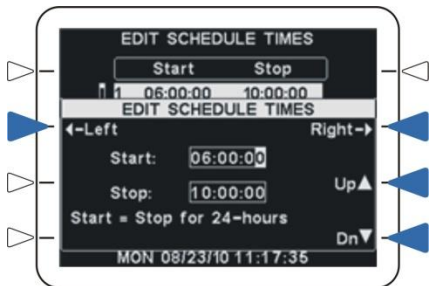 EDIT SCHEDULE TIMES
Start Stop
1 06:00:00 10:00:00
EDIT SCHEDULE TIMES
←Left Right→
Start: 06:00:00
Up▲
Stop: 10:00:00
Start = Stop for 24-hours
Dn▼
MON 08/23/10 11:17:35